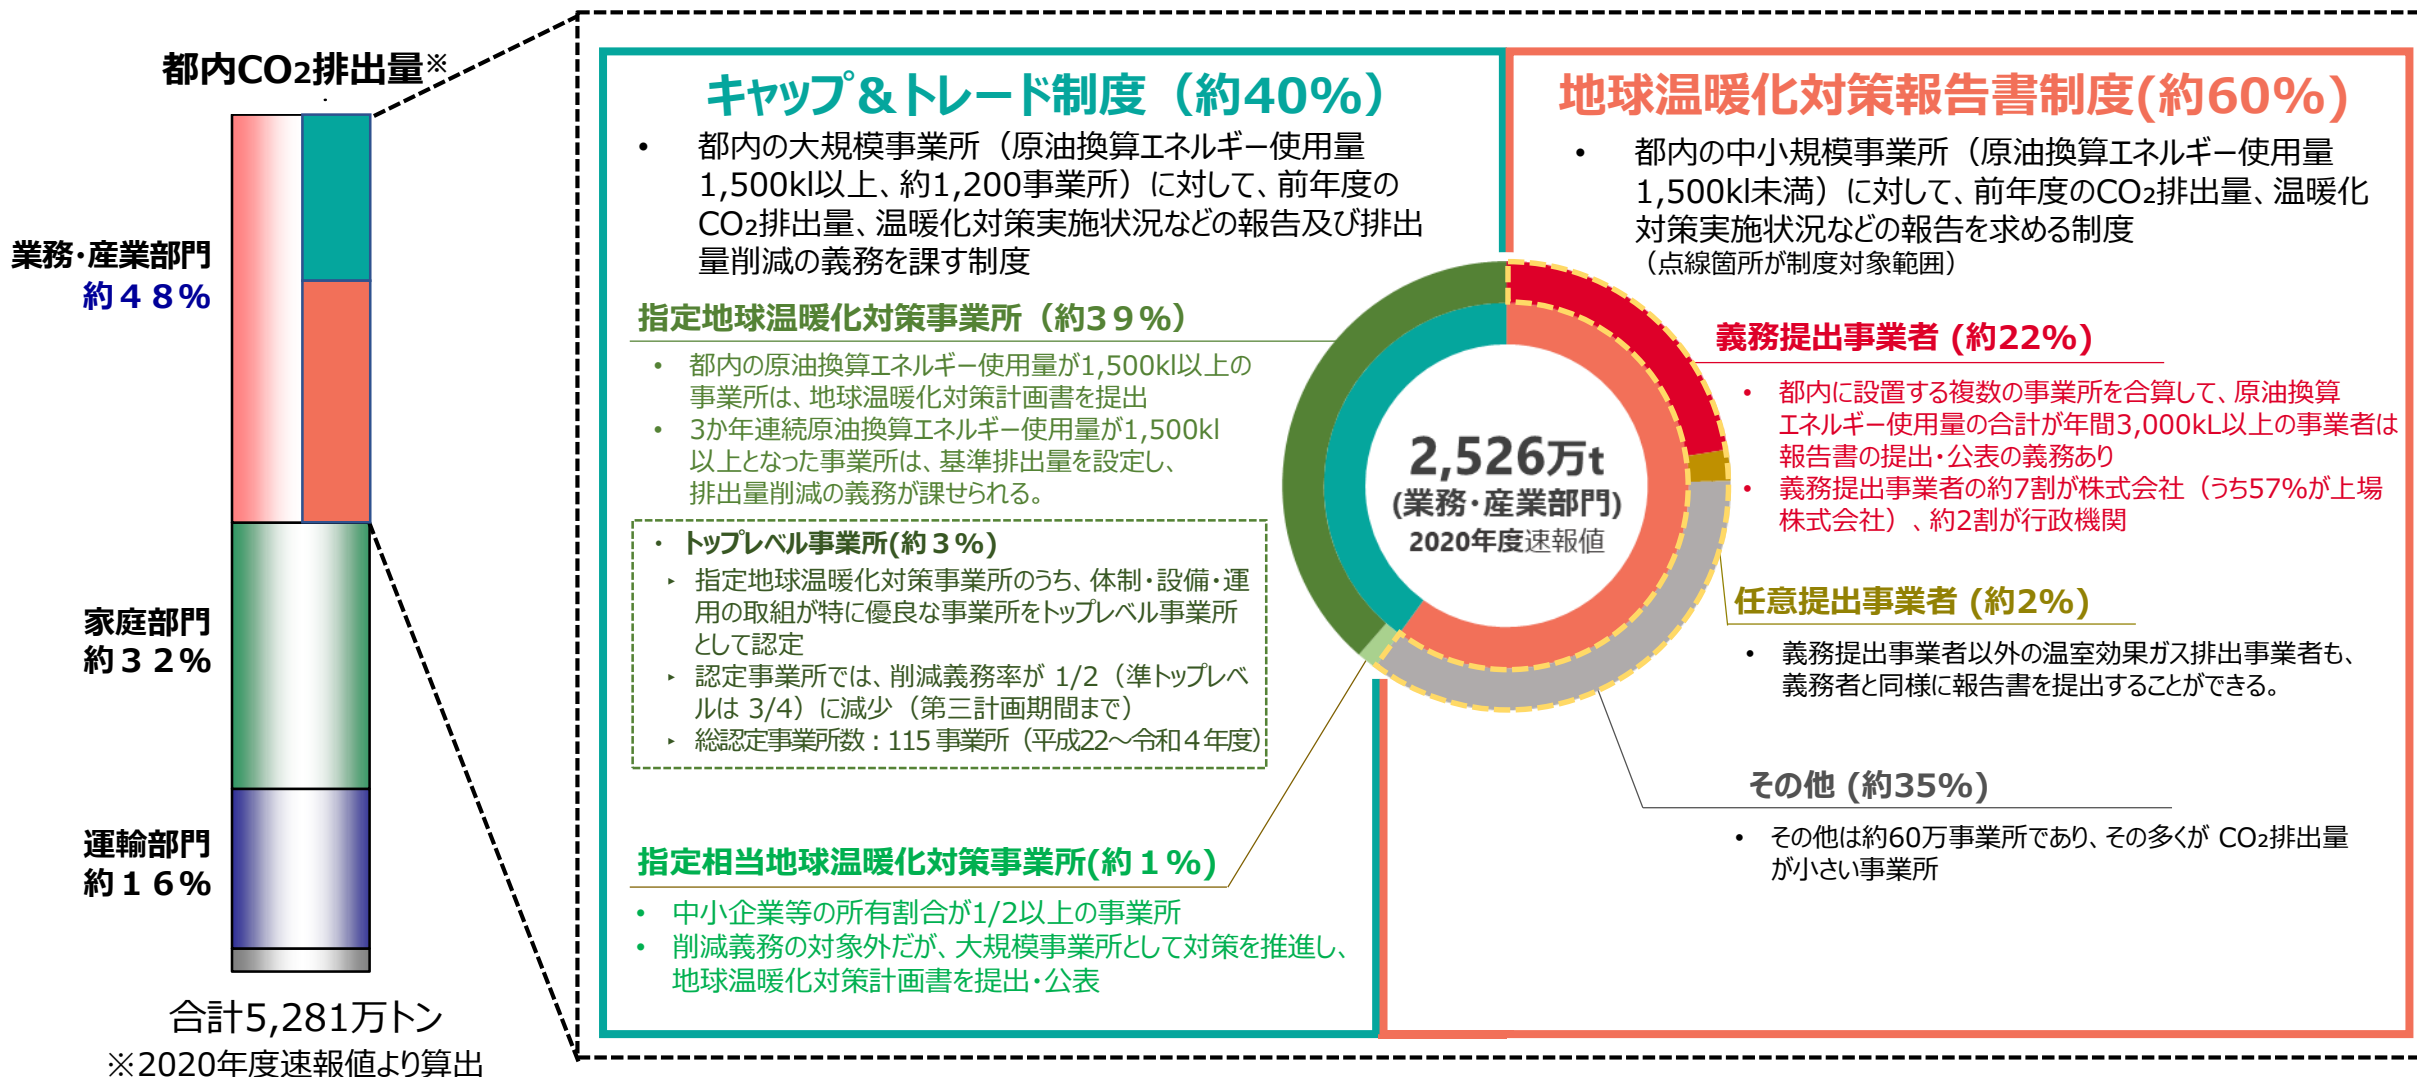 都内CO₂排出量※
業務・産業部門
約４８%
家庭部門
約３２%
運輸部門
約１６%
合計5,281万トン
※2020年度速報値より算出
キャップ＆トレード制度（約40%）
• 都内の大規模事業所（原油換算エネルギー使用量
1,500kl以上、約1,200事業所）に対して、前年度の
CO₂排出量、温暖化対策実施状況などの報告及び排出
量削減の義務を課す制度
指定地球温暖化対策事業所（約3９%）
• 都内の原油換算エネルギー使用量が1,500kl以上の
事業所は、地球温暖化対策計画書を提出
• 3か年連続原油換算エネルギー使用量が1,500kl
以上となった事業所は、基準排出量を設定し、
排出量削減の義務が課せられる。
・ トップレベル事業所(約３%)
‣ 指定地球温暖化対策事業所のうち、体制・設備・運
用の取組が特に優良な事業所をトップレベル事業所
として認定
‣ 認定事業所では、削減義務率が 1/2（準トップレベ
ルは 3/4）に減少（第三計画期間まで）
‣ 総認定事業所数：115 事業所（平成22～令和４年度）
指定相当地球温暖化対策事業所(約１%)
• 中小企業等の所有割合が1/2以上の事業所
• 削減義務の対象外だが、大規模事業所として対策を推進し、
地球温暖化対策計画書を提出・公表
2,526万t
(業務・産業部門)
2020年度速報値
地球温暖化対策報告書制度(約60%)
• 都内の中小規模事業所（原油換算エネルギー使用量
1,500kl未満）に対して、前年度のCO₂排出量、温暖化
対策実施状況などの報告を求める制度
（点線箇所が制度対象範囲）
義務提出事業者 (約22%)
• 都内に設置する複数の事業所を合算して、原油換算
エネルギー使用量の合計が年間3,000kL以上の事業者は
報告書の提出・公表の義務あり
• 義務提出事業者の約7割が株式会社（うち57%が上場
株式会社）、約2割が行政機関
任意提出事業者 (約2%)
• 義務提出事業者以外の温室効果ガス排出事業者も、
義務者と同様に報告書を提出することができる。
その他 (約35%)
• その他は約60万事業所であり、その多くが CO₂排出量
が小さい事業所